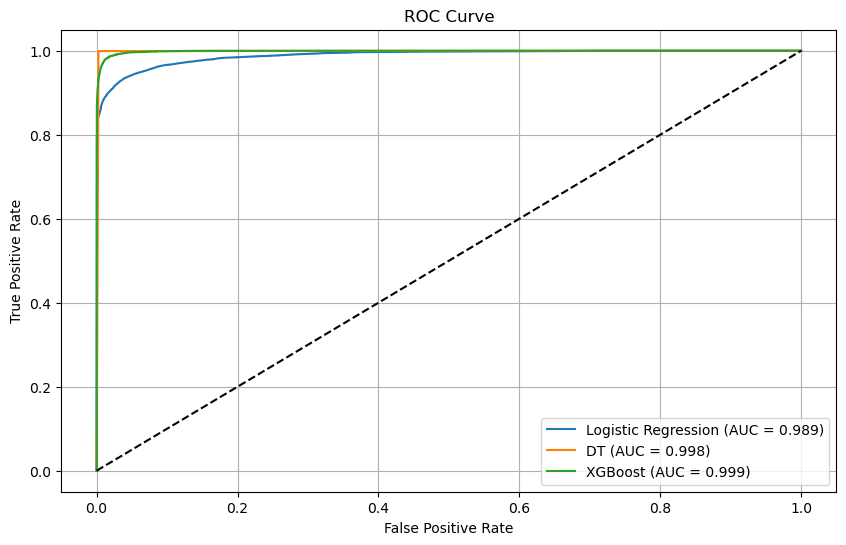 ROC Curve
True Positive Rate
1.0
0.8
0.6
0.4
0.2
0.0
Logistic Regression (AUC = 0.989)
DT (AUC = 0.998)
XGBoost (AUC = 0.999)
0.0 0.2 0.4 0.6 0.8 1.0
False Positive Rate